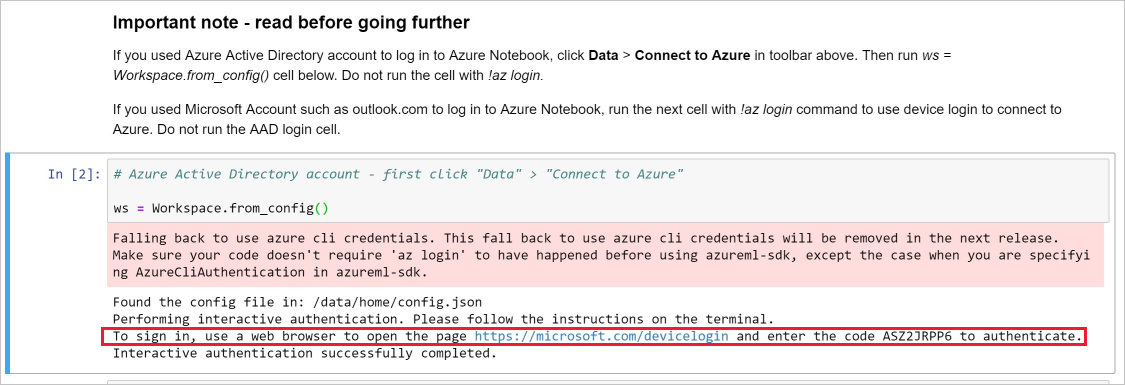 Important note - read before going further
If you used Azure Active Directory account to log in to Azure Notebook, click Data > Connect to Azure in toolbar above. Then run ws =
Workspace.from_config() cell below. Do not run the cell with !az login.
If you used Microsoft Account such as outlook.com to log in to Azure Notebook, run the next cell with !az login command to use device login to connect to
Azure. Do not run the AAD login cell.
In [2]: # Azure Active Directory account - first click "Data" > "Connect to Azure"
ws = Workspace.from_config()
Falling back to use azure cli credentials. This fall back to use azure cli credentials will be removed in the next release.
Make sure your code doesn't require 'az login' to have happened before using azureml-sdk, except the case when you are specifyi
ng AzureCliAuthentication in azureml-sdk.
Found the config file in: /data/home/config.json
Performing interactive authentication. Please follow the instructions on the terminal.
To sign in, use a web browser to open the page https://microsoft.com/devicelogin and enter the code ASZ2JRPP6 to authenticate.
Interactive authentication successfully completed.